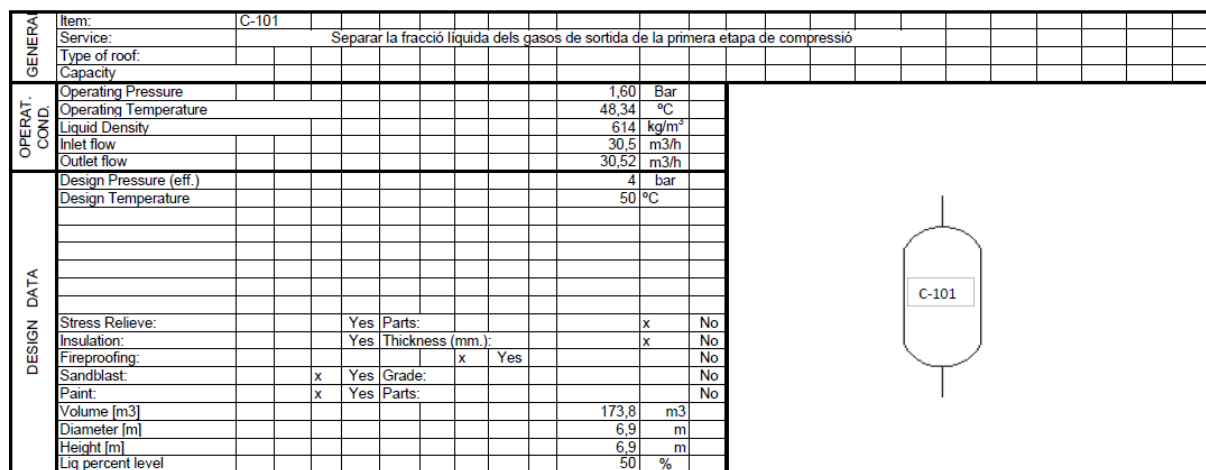 GENERAL
Item: C-101
Service: Separar la fracció líquida dels gasos de sortida de la primera etapa de compressió
Type of roof:
Capacity
OPERAT. COND.
Operating Pressure 1,60 Bar
Operating Temperature 48,34 ºC
Liquid Density 614 kg/m³
Inlet flow 30,5 m3/h
Outlet flow 30,52 m3/h
DESIGN DATA
Design Pressure (eff.) 4 bar
Design Temperature 50 ºC
Stress Relieve: Yes Parts: x No
Insulation: Yes Thickness (mm.): x No
Fireproofing: x Yes No
Sandblast: x Yes Grade: No
Paint: x Yes Parts: No
Volume [m3] 173,8 m3
Diameter [m] 6,9 m
Height [m] 6,9 m
Liq percent level 50 %
C-101